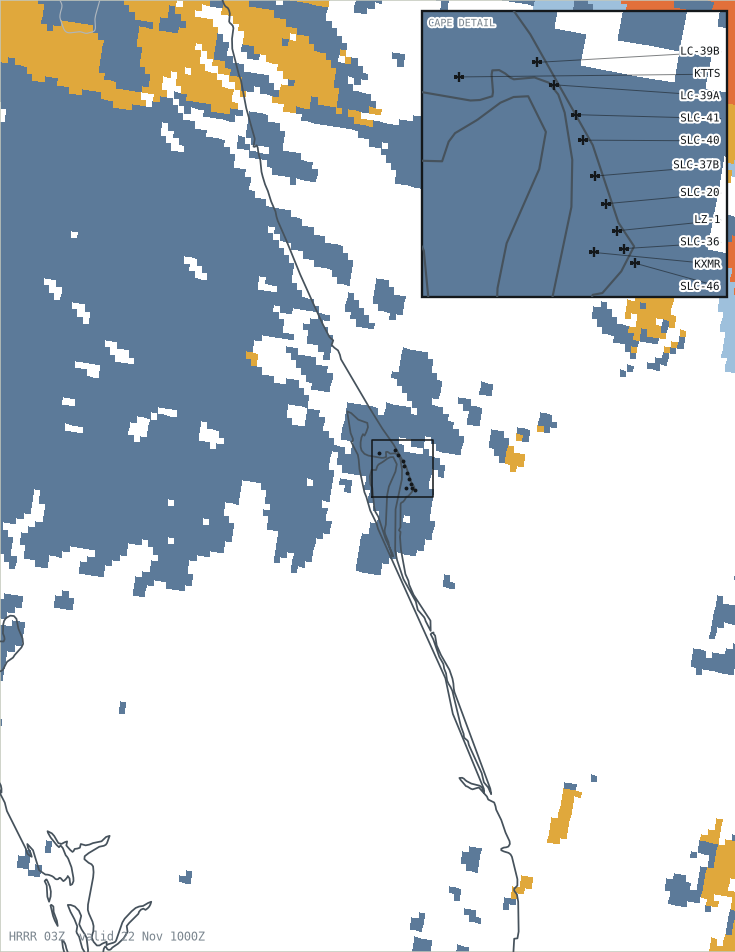 CAPE DETAIL
LC-39B
KTTS
LC-39A
SLC-41
SLC-40
SLC-37B
SLC-20
LZ-1
SLC-36
KXMR
SLC-46
HRRR 03Z  valid 22 Nov 1000Z